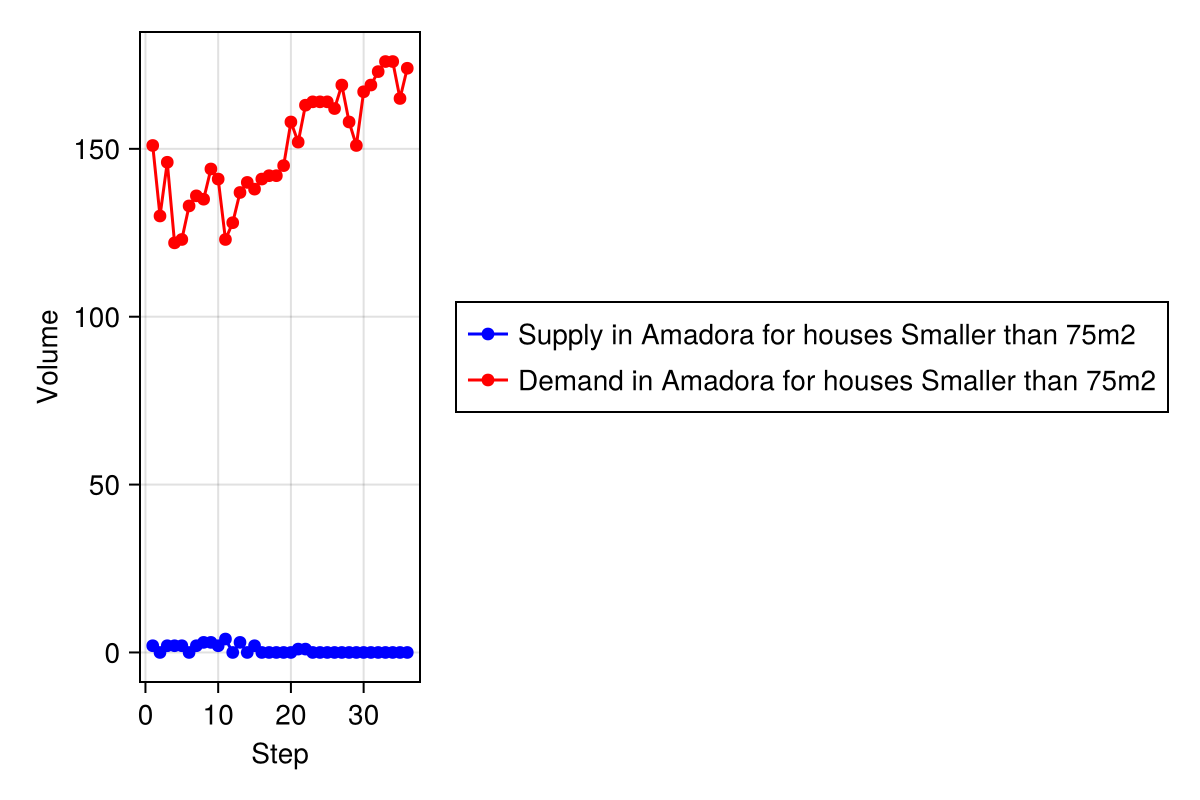 Volume
150
100
50
0
0 10 20 30
Step
Supply in Amadora for houses Smaller than 75m2
Demand in Amadora for houses Smaller than 75m2